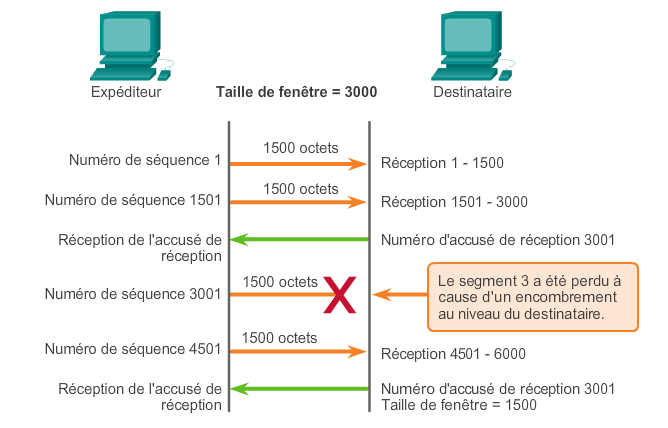 Expéditeur
Taille de fenêtre = 3000
Destinataire
1500 octets
Numéro de séquence 1
Réception 1 - 1500
1500 octets
Numéro de séquence 1501
Réception 1501 - 3000
Réception de l'accusé de
réception
Numéro d'accusé de réception 3001
1500 octets
Numéro de séquence 3001
X
Le segment 3 a été perdu à
cause d'un encombrement
au niveau du destinataire.
1500 octets
Numéro de séquence 4501
Réception 4501 - 6000
Réception de l'accusé de
réception
Numéro d'accusé de réception 3001
Taille de fenêtre = 1500